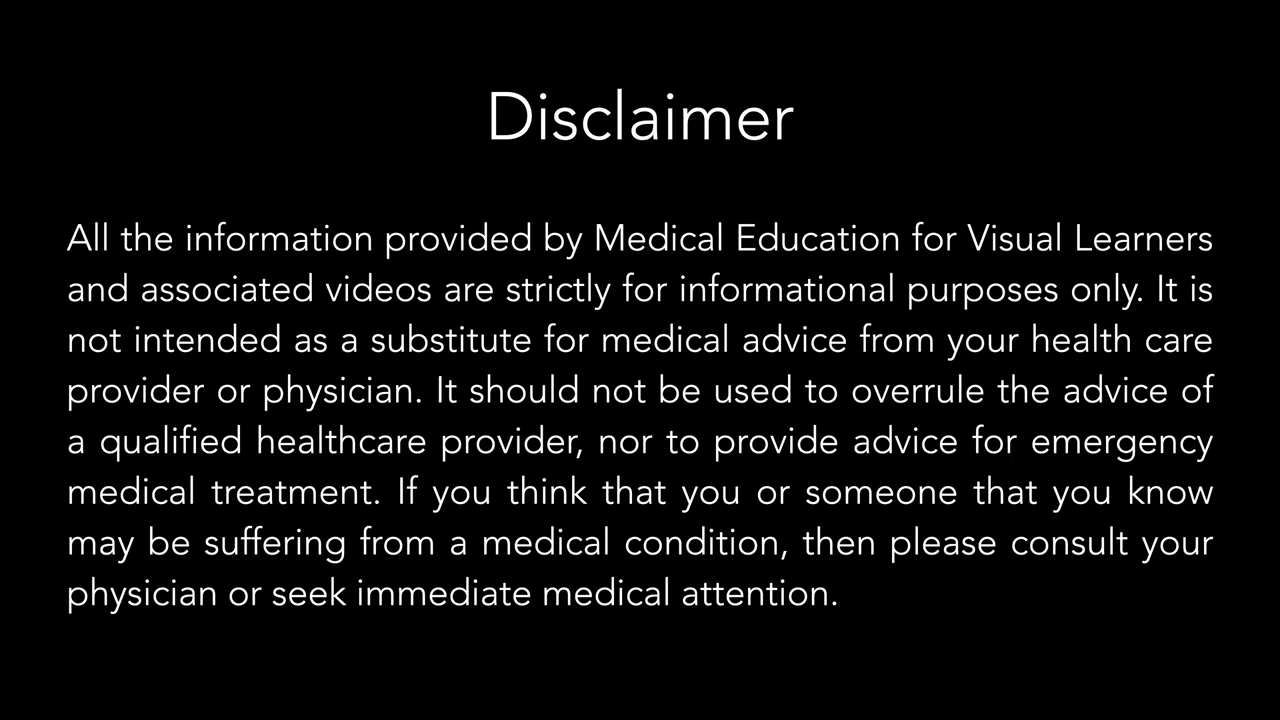 Disclaimer
All the information provided by Medical Education for Visual Learners
and associated videos are strictly for informational purposes only. It is
not intended as a substitute for medical advice from your health care
provider or physician. It should not be used to overrule the advice of
a qualified healthcare provider, nor to provide advice for emergency
medical treatment. If you think that you or someone that you know
may be suffering from a medical condition, then please consult your
physician or seek immediate medical attention.